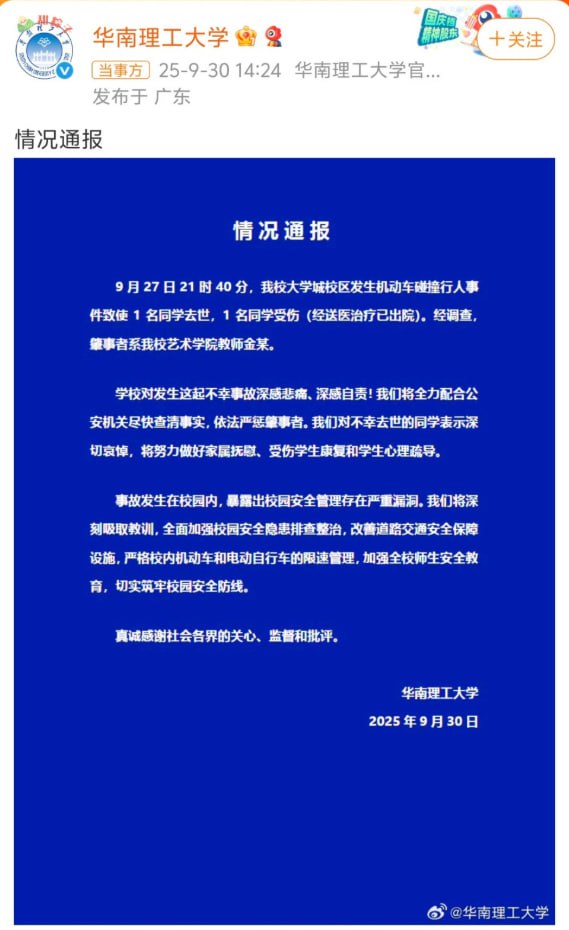 华南理工大学
国庆档
精神股东
+关注
当事方 25-9-30 14:24 华南理工大学官...
发布于 广东
情况通报
情况通报
9月27日21时40分，我校大学城校区发生机动车碰撞行人事
件致使1名同学去世，1名同学受伤（经送医治疗已出院）。经调查，
肇事者系我校艺术学院教师金某。
学校对发生这起不幸事故深感悲痛、深感自责！我们将全力配合公
安机关尽快查清事实，依法严惩肇事者。我们对不幸去世的同学表示深
切哀悼，将努力做好家属抚慰、受伤学生康复和学生心理疏导。
事故发生在校园内，暴露出校园安全管理存在严重漏洞。我们将深
刻吸取教训，全面加强校园安全隐患排查整治，改善道路交通安全保障
设施，严格校内机动车和电动自行车的限速管理，加强全校师生安全教
育，切实筑牢校园安全防线。
真诚感谢社会各界的关心、监督和批评。
华南理工大学
2025年9月30日
@华南理工大学